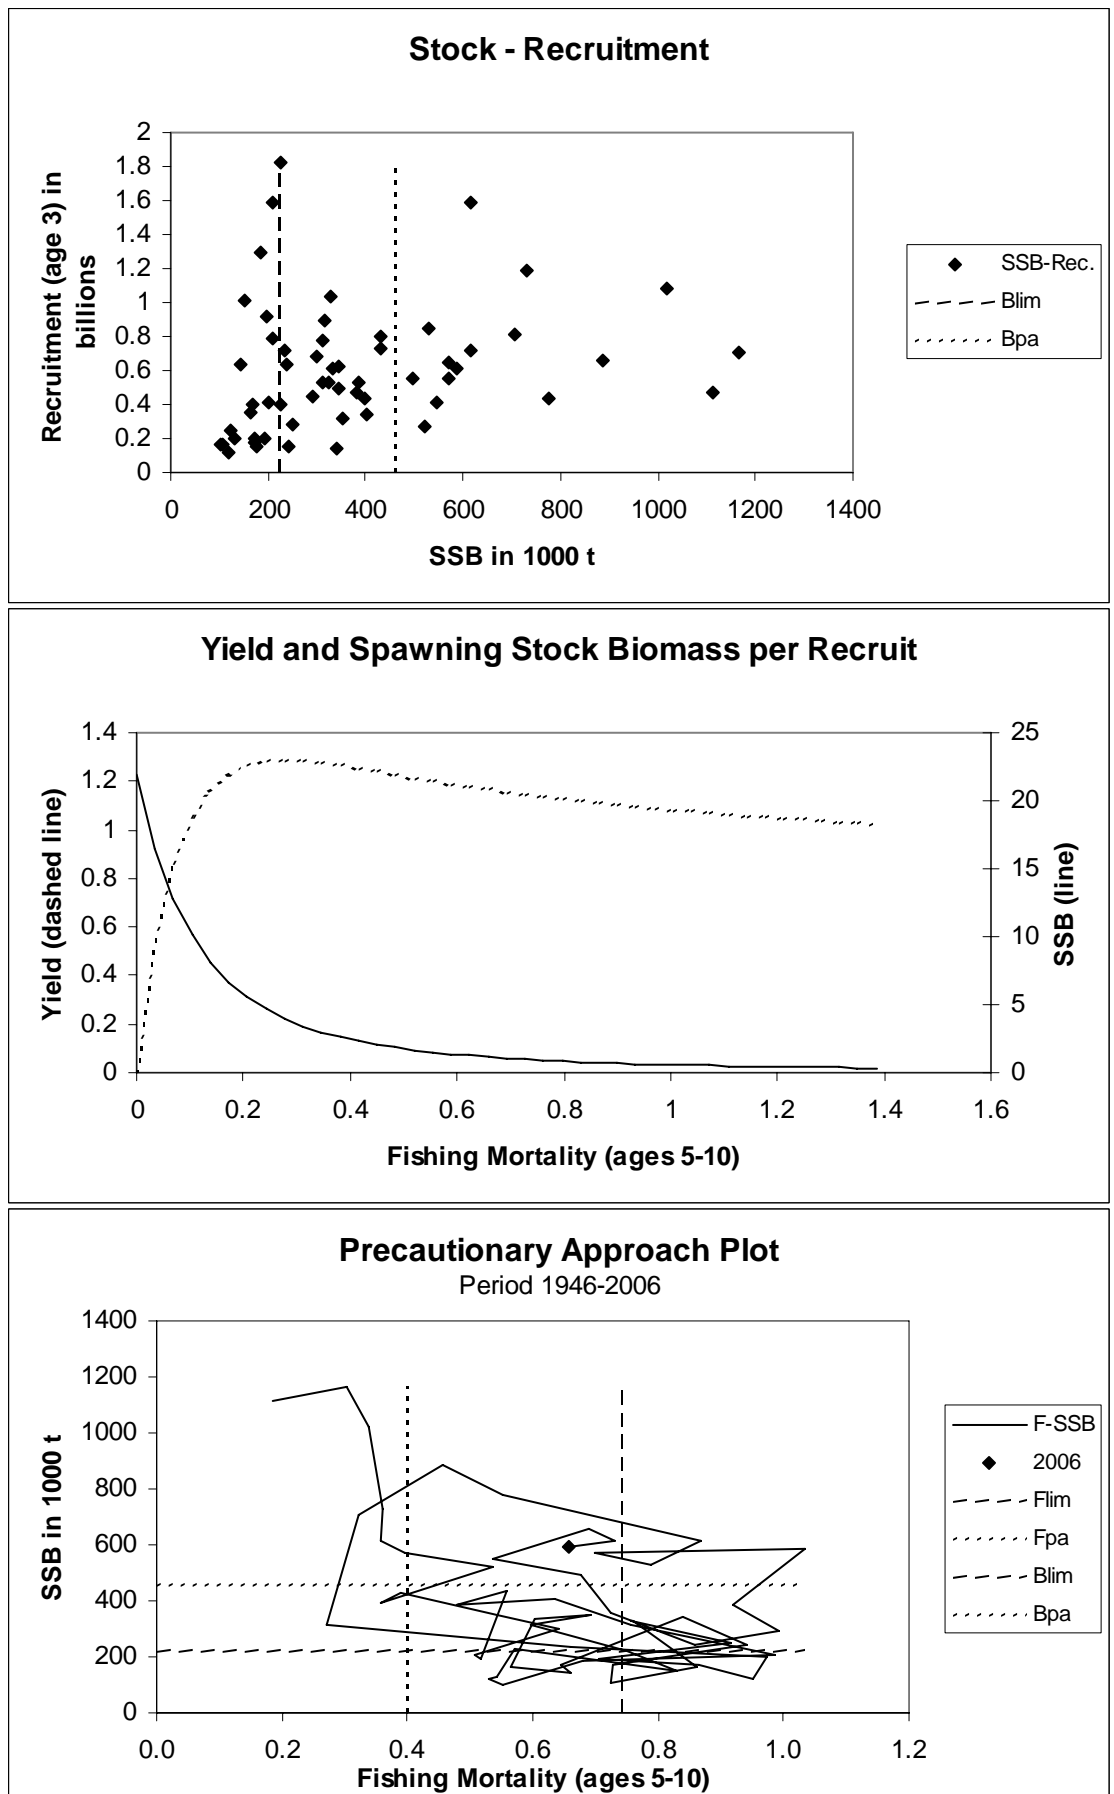 Stock - Recruitment
2
1.8
1.6
1.4
1.2
1
0.8
0.6
0.4
0.2
0
Recruitment (age 3) in
billions
0 200 400 600 800 1000 1200 1400
SSB in 1000 t
SSB-Rec.
Blim
Bpa
Yield and Spawning Stock Biomass per Recruit
1.4
1.2
1
0.8
0.6
0.4
0.2
0
Yield (dashed line)
25
20
15
10
5
0
SSB (line)
0 0.2 0.4 0.6 0.8 1 1.2 1.4 1.6
Fishing Mortality (ages 5-10)
Precautionary Approach Plot
Period 1946-2006
1400
1200
1000
800
600
400
200
0
SSB in 1000 t
0.0 0.2 0.4 0.6 0.8 1.0 1.2
Fishing Mortality (ages 5-10)
F-SSB
2006
Flim
Fpa
Blim
Bpa